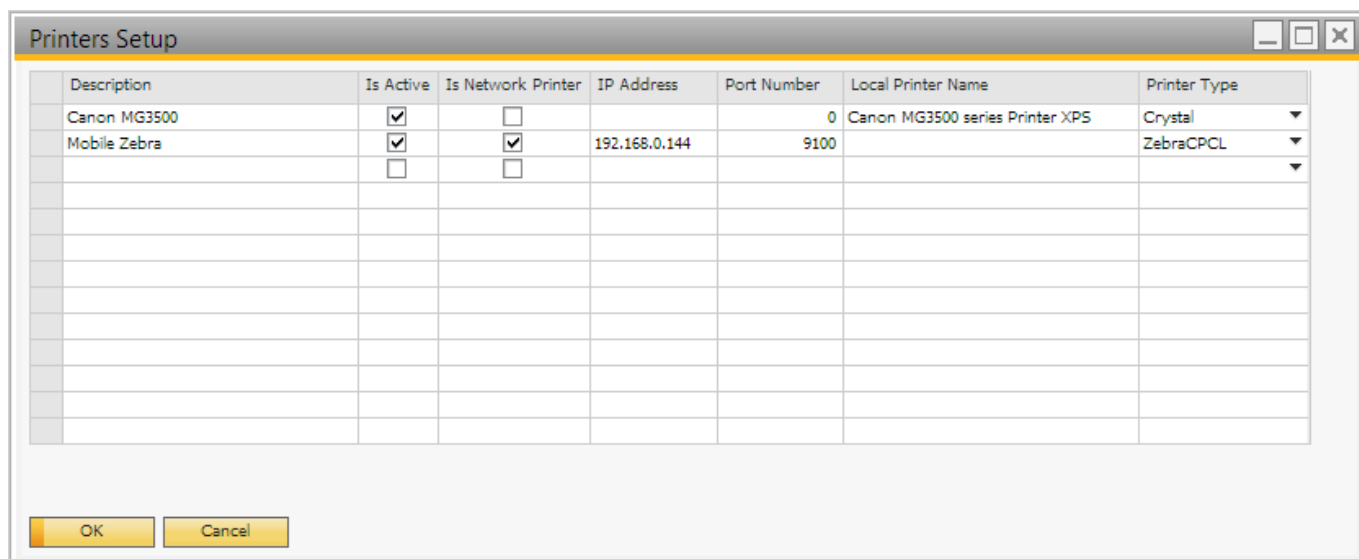 Printers Setup
Description Is Active Is Network Printer IP Address Port Number Local Printer Name Printer Type
Canon MG3500 0 Canon MG3500 series Printer XPS Crystal
Mobile Zebra 192.168.0.144 9100 ZebraCPCL
OK Cancel